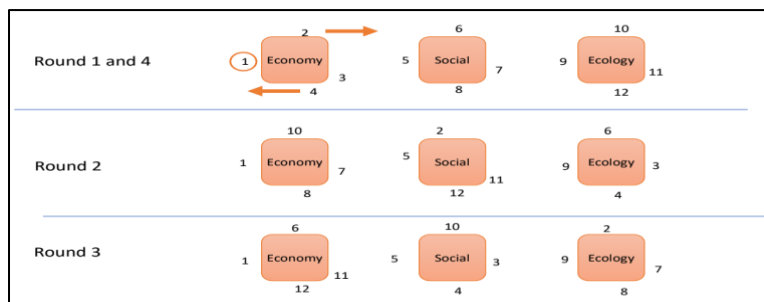 2 6 10
Round 1 and 4 1 Economy 3 5 Social 7 9 Ecology 11
4 8 12
10 2 6
Round 2 1 Economy 7 5 Social 11 9 Ecology 3
8 12 4
6 10 2
Round 3 1 Economy 11 5 Social 3 9 Ecology 7
12 4 8